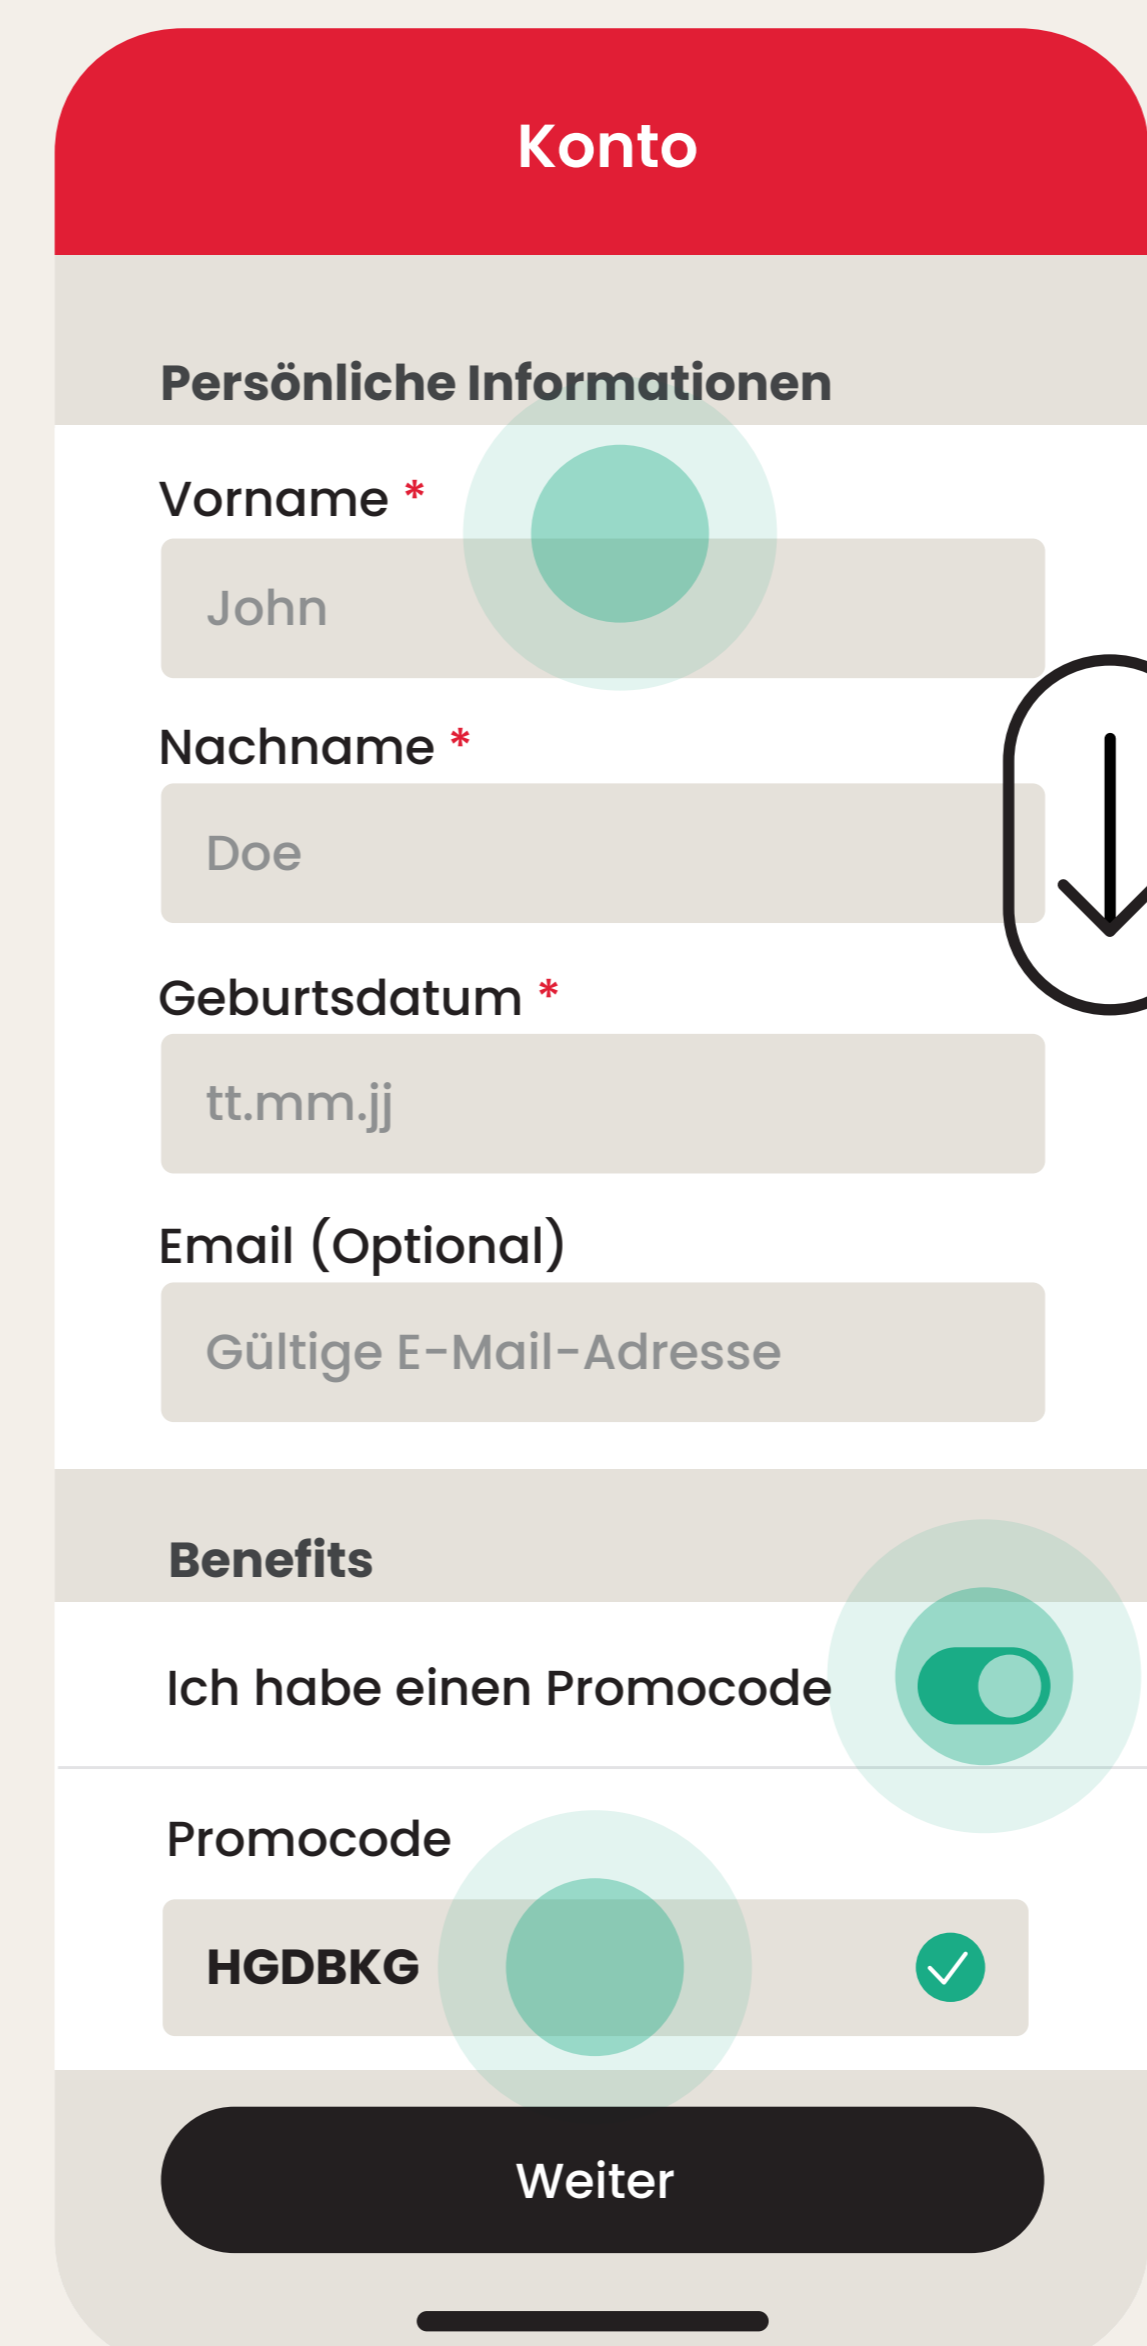 Konto
Persönliche Informationen
Vorname *
John
Nachname *
Doe
Geburtsdatum *
tt.mm.jj
Email (Optional)
Gültige E-Mail-Adresse
Benefits
Ich habe einen Promocode
Promocode
HGDBKG
Weiter